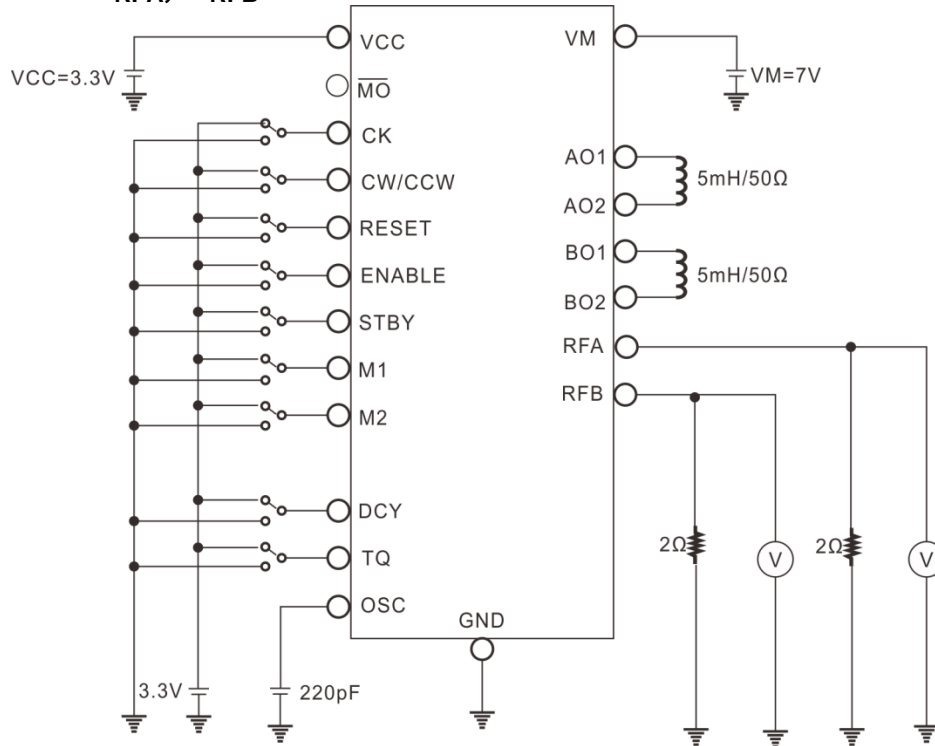 VCC
VM
VCC=3.3V
VM=7V
MO
CK
AO1
5mH/50Ω
CW/CCW
AO2
RESET
BO1
5mH/50Ω
ENABLE
BO2
STBY
RFA
M1
RFB
M2
DCY
2Ω
2Ω
V
V
TQ
OSC
GND
3.3V
220pF